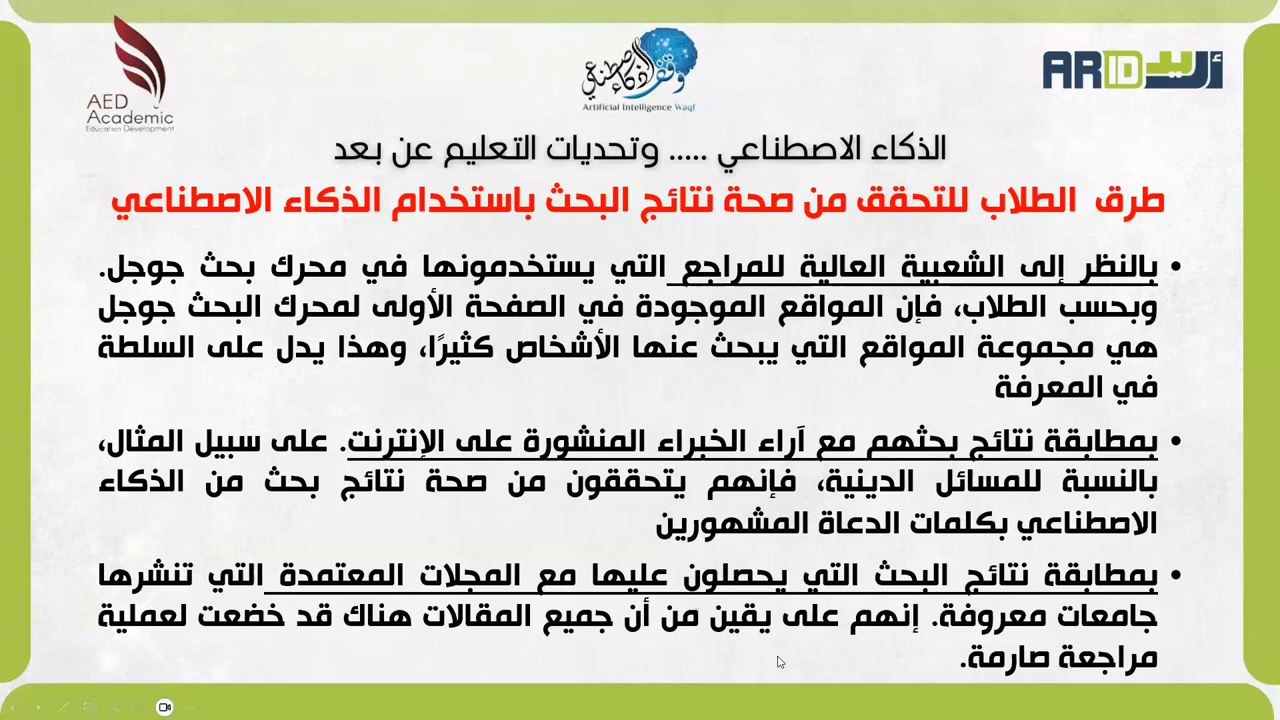 AED
Academic
Education Development
وقف الذكاء الاصطناعي
Artificial Intelligence Waqf
ARID أريد
الذكاء الاصطناعي ..... وتحديات التعليم عن بعد
طرق الطلاب للتحقق من صحة نتائج البحث باستخدام الذكاء الاصطناعي
• بالنظر إلى الشعبية العالية للمراجع التي يستخدمونها في محرك بحث جوجل.
وبحسب الطلاب، فإن المواقع الموجودة في الصفحة الأولى لمحرك البحث جوجل
هي مجموعة المواقع التي يبحث عنها الأشخاص كثيرًا، وهذا يدل على السلطة
في المعرفة
• بمطابقة نتائج بحثهم مع آراء الخبراء المنشورة على الإنترنت. على سبيل المثال،
بالنسبة للمسائل الدينية، فإنهم يتحققون من صحة نتائج بحث من الذكاء
الاصطناعي بكلمات الدعاة المشهورين
• بمطابقة نتائج البحث التي يحصلون عليها مع المجلات المعتمدة التي تنشرها
جامعات معروفة. إنهم على يقين من أن جميع المقالات هناك قد خضعت لعملية
مراجعة صارمة.